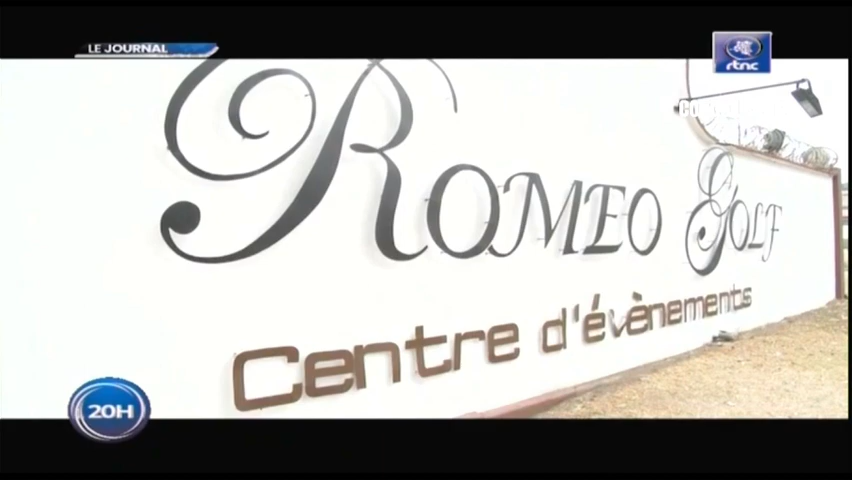 LE JOURNAL
rtnc
ROMEO GOLF
Centre d'évènements
20H